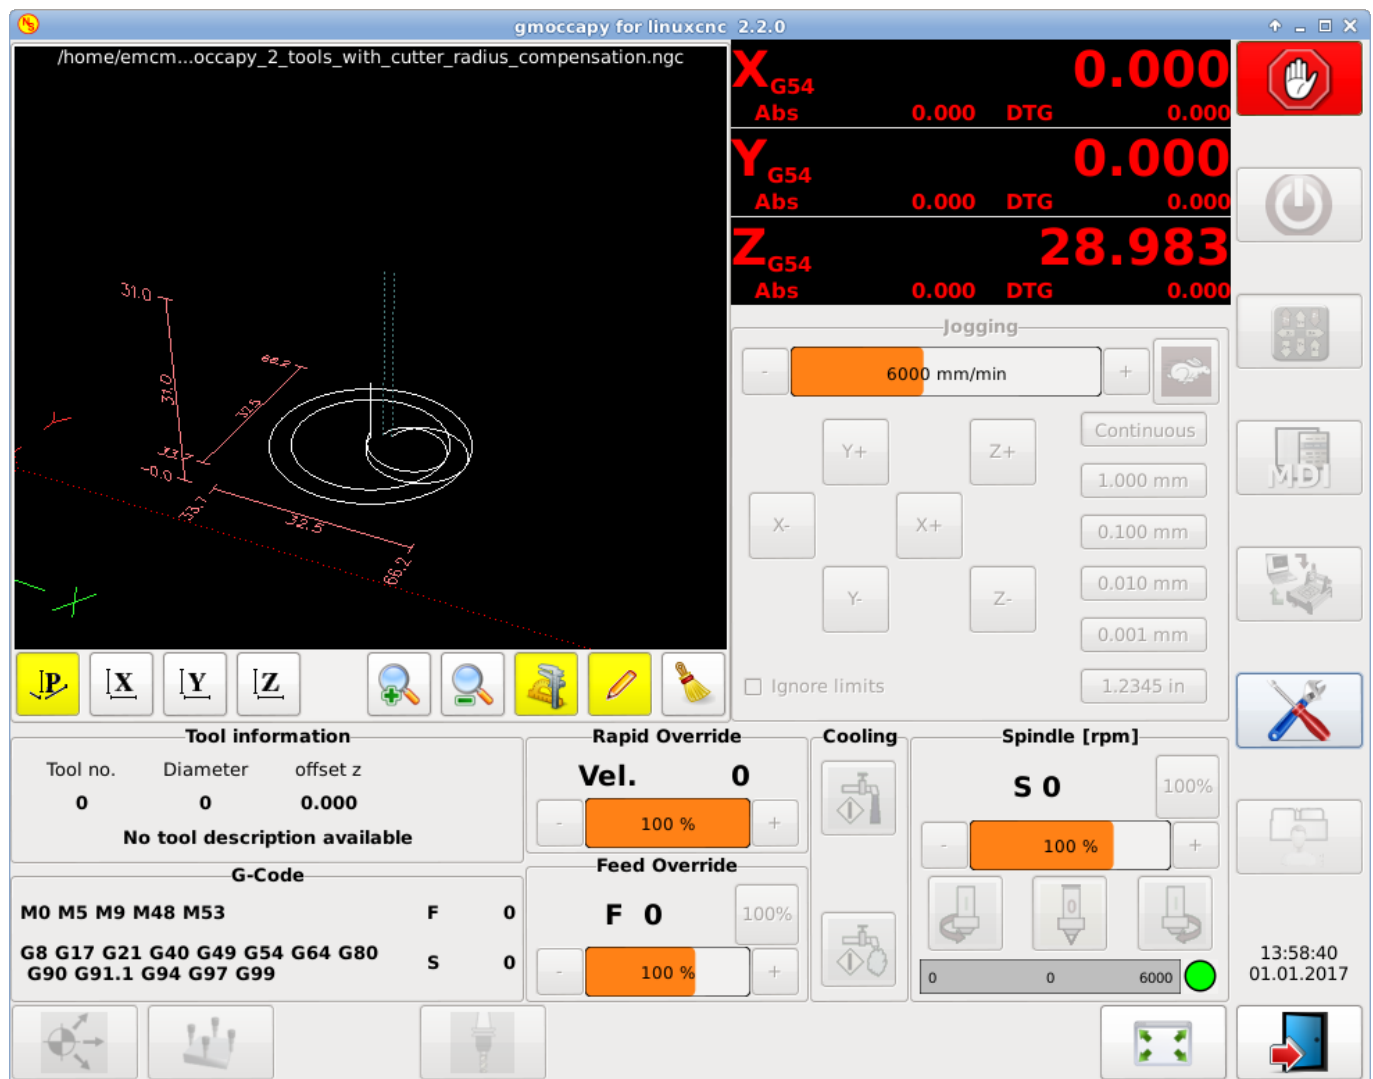 gmoccapy for linuxcnc 2.2.0
/home/emcm...occapy_2_tools_with_cutter_radius_compensation.ngc
X G54 0.000
Abs 0.000 DTG 0.000
Y G54 0.000
Abs 0.000 DTG 0.000
Z G54 28.983
Abs 0.000 DTG 0.000
31.0
66.2
31.0
32.5
Y
33.7
-0.0
33.7
32.5
66.2
X
Jogging
- 6000 mm/min +
Continuous
Y+ Z+
1.000 mm
X- X+
0.100 mm
0.010 mm
Y- Z-
0.001 mm
Ignore limits
1.2345 in
MDI
P X Y Z
Tool information
Tool no. Diameter offset z
0 0 0.000
No tool description available
G-Code
M0 M5 M9 M48 M53 F 0
G8 G17 G21 G40 G49 G54 G64 G80
G90 G91.1 G94 G97 G99
S 0
Rapid Override
Vel. 0
- 100 % +
Feed Override
F 0 100%
- 100 % +
Cooling
Spindle [rpm]
S 0 100%
- 100 % +
I 0 I
0 0 6000
13:58:40
01.01.2017